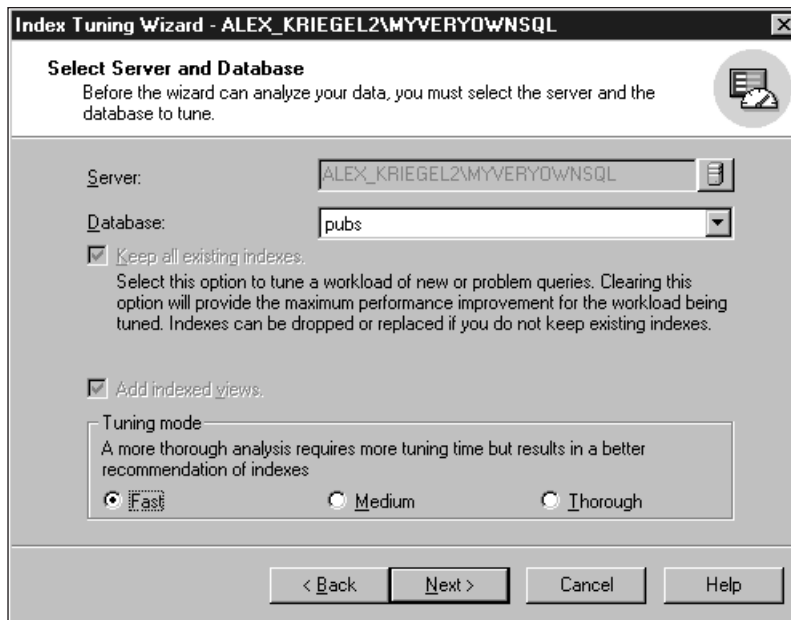 Index Tuning Wizard - ALEX_KRIEGEL2\MYVERYOWNSQL
Select Server and Database
Before the wizard can analyze your data, you must select the server and the
database to tune.
Server:
ALEX_KRIEGEL2\MYVERYOWNSQL
Database:
pubs
Keep all existing indexes.
Select this option to tune a workload of new or problem queries. Clearing this
option will provide the maximum performance improvement for the workload being
tuned. Indexes can be dropped or replaced if you do not keep existing indexes.
Add indexed views.
Tuning mode
A more thorough analysis requires more tuning time but results in a better
recommendation of indexes
Fast Medium Thorough
< Back Next > Cancel Help